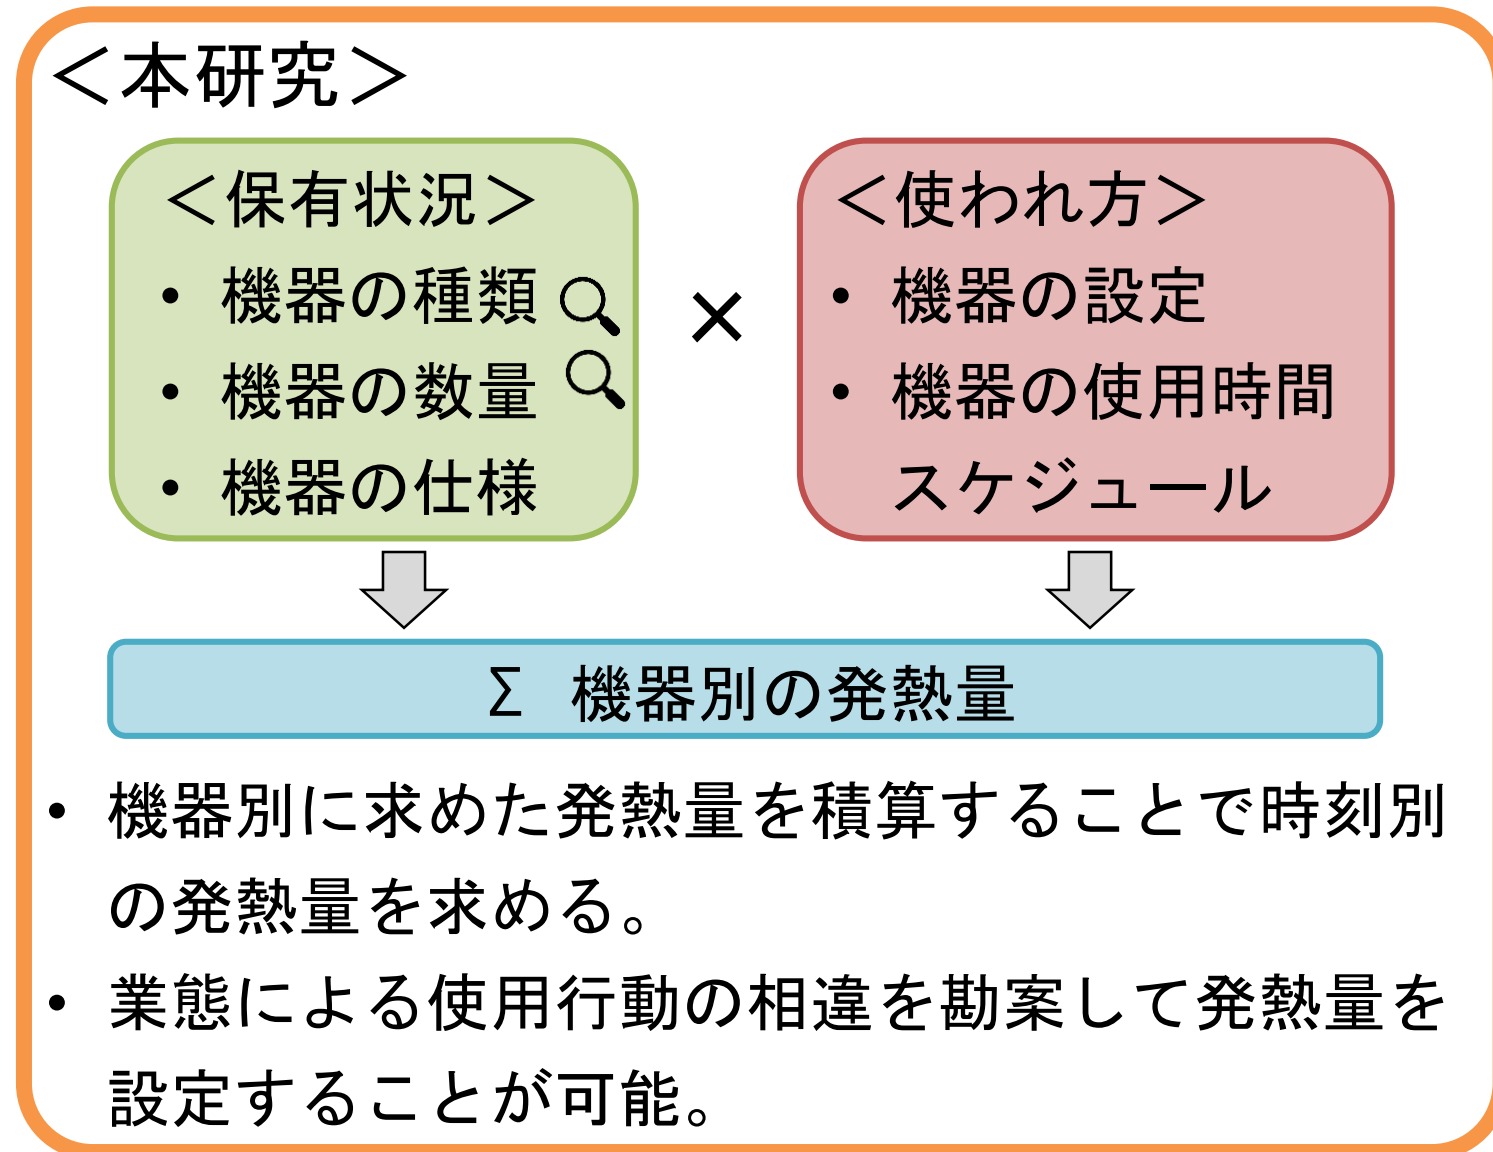 ＜本研究＞
＜保有状況＞
• 機器の種類
• 機器の数量
• 機器の仕様
×
＜使われ方＞
• 機器の設定
• 機器の使用時間
スケジュール
Σ 機器別の発熱量
• 機器別に求めた発熱量を積算することで時刻別
の発熱量を求める。
• 業態による使用行動の相違を勘案して発熱量を
設定することが可能。